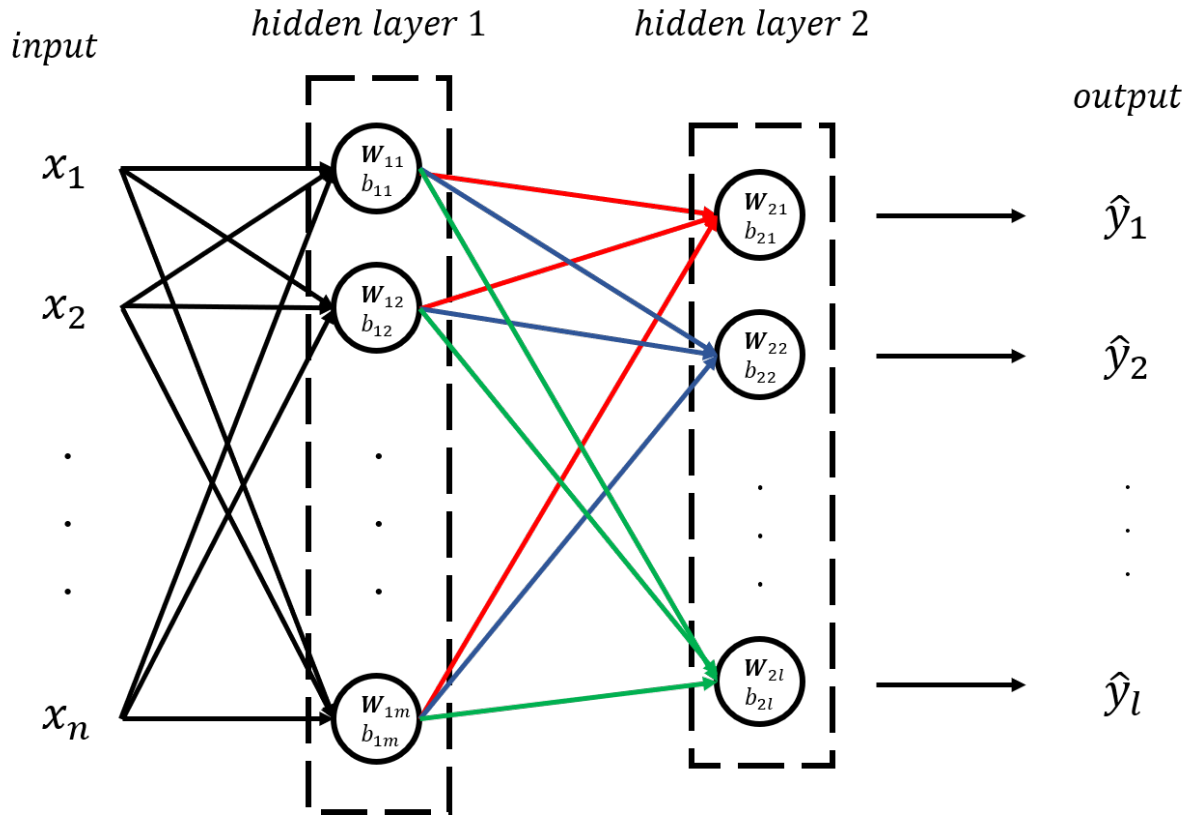 input
hidden layer 1
hidden layer 2
output
x₁
x₂
.
.
.
xₙ
W₁₁
b₁₁
W₁₂
b₁₂
.
.
.
W₁ₘ
b₁ₘ
W₂₁
b₂₁
W₂₂
b₂₂
.
.
.
W₂ₗ
b₂ₗ
ŷ₁
ŷ₂
.
.
.
ŷₗ